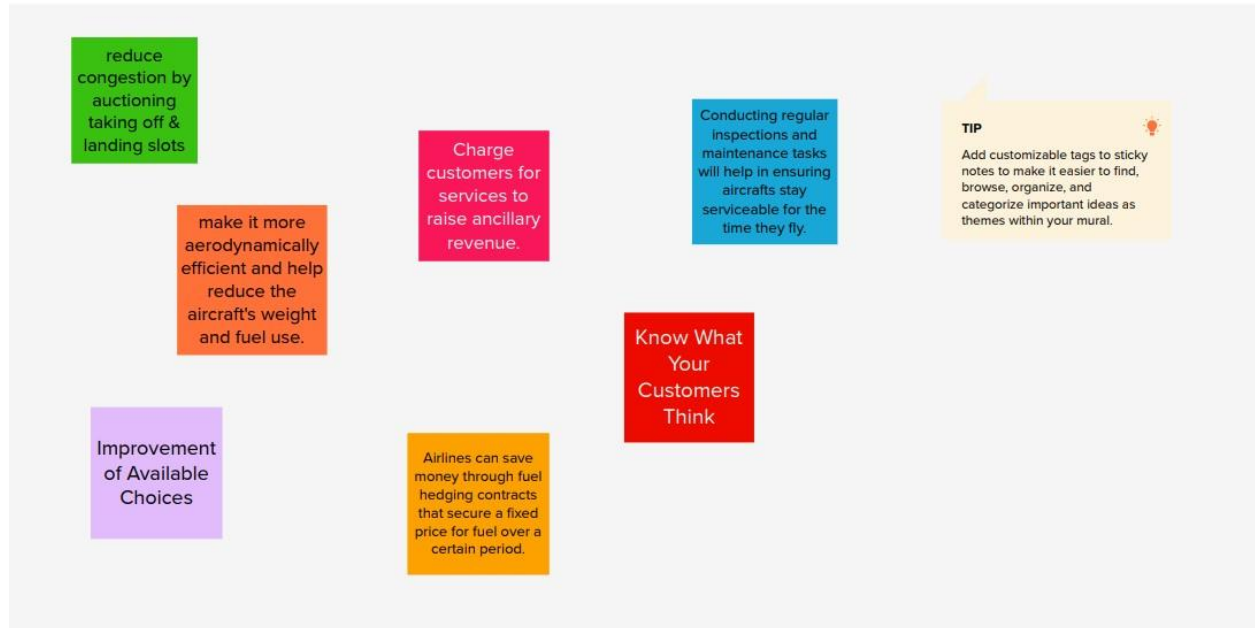 reduce
congestion by
auctioning
taking off &
landing slots
make it more
aerodynamically
efficient and help
reduce the
aircraft's weight
and fuel use.
Improvement
of Available
Choices
Charge
customers for
services to
raise ancillary
revenue.
Airlines can save
money through fuel
hedging contracts
that secure a fixed
price for fuel over a
certain period.
Conducting regular
inspections and
maintenance tasks
will help in ensuring
aircrafts stay
serviceable for the
time they fly.
Know What
Your
Customers
Think
TIP
Add customizable tags to sticky
notes to make it easier to find,
browse, organize, and
categorize important ideas as
themes within your mural.